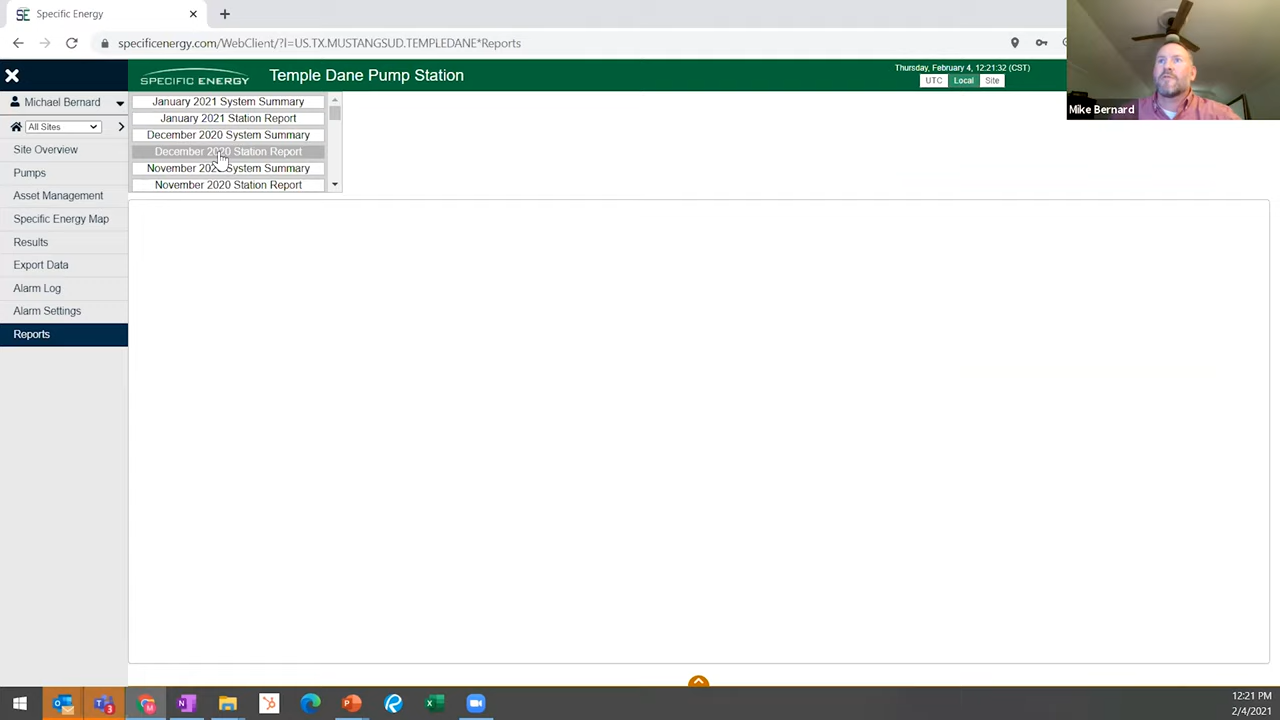 Specific Energy
specificenergy.com/WebClient/?l=US.TX.MUSTANGSUD.TEMPLEDANE*Reports
SPECIFIC ENERGY
Temple Dane Pump Station
Thursday, February 4, 12:21:32 (CST)
UTC
Local
Site
Mike Bernard
Michael Bernard
All Sites
Site Overview
Pumps
Asset Management
Specific Energy Map
Results
Export Data
Alarm Log
Alarm Settings
Reports
January 2021 System Summary
January 2021 Station Report
December 2020 System Summary
December 2020 Station Report
November 2020 System Summary
November 2020 Station Report
12:21 PM
2/4/2021